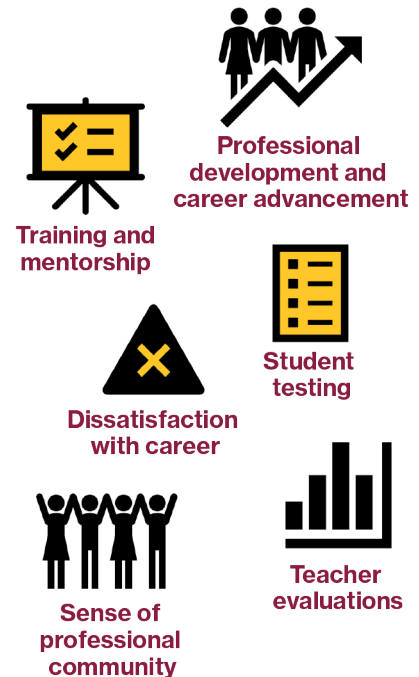 Professional
development and
career advancement
Training and
mentorship
Student
testing
Dissatisfaction
with career
Teacher
evaluations
Sense of
professional
community